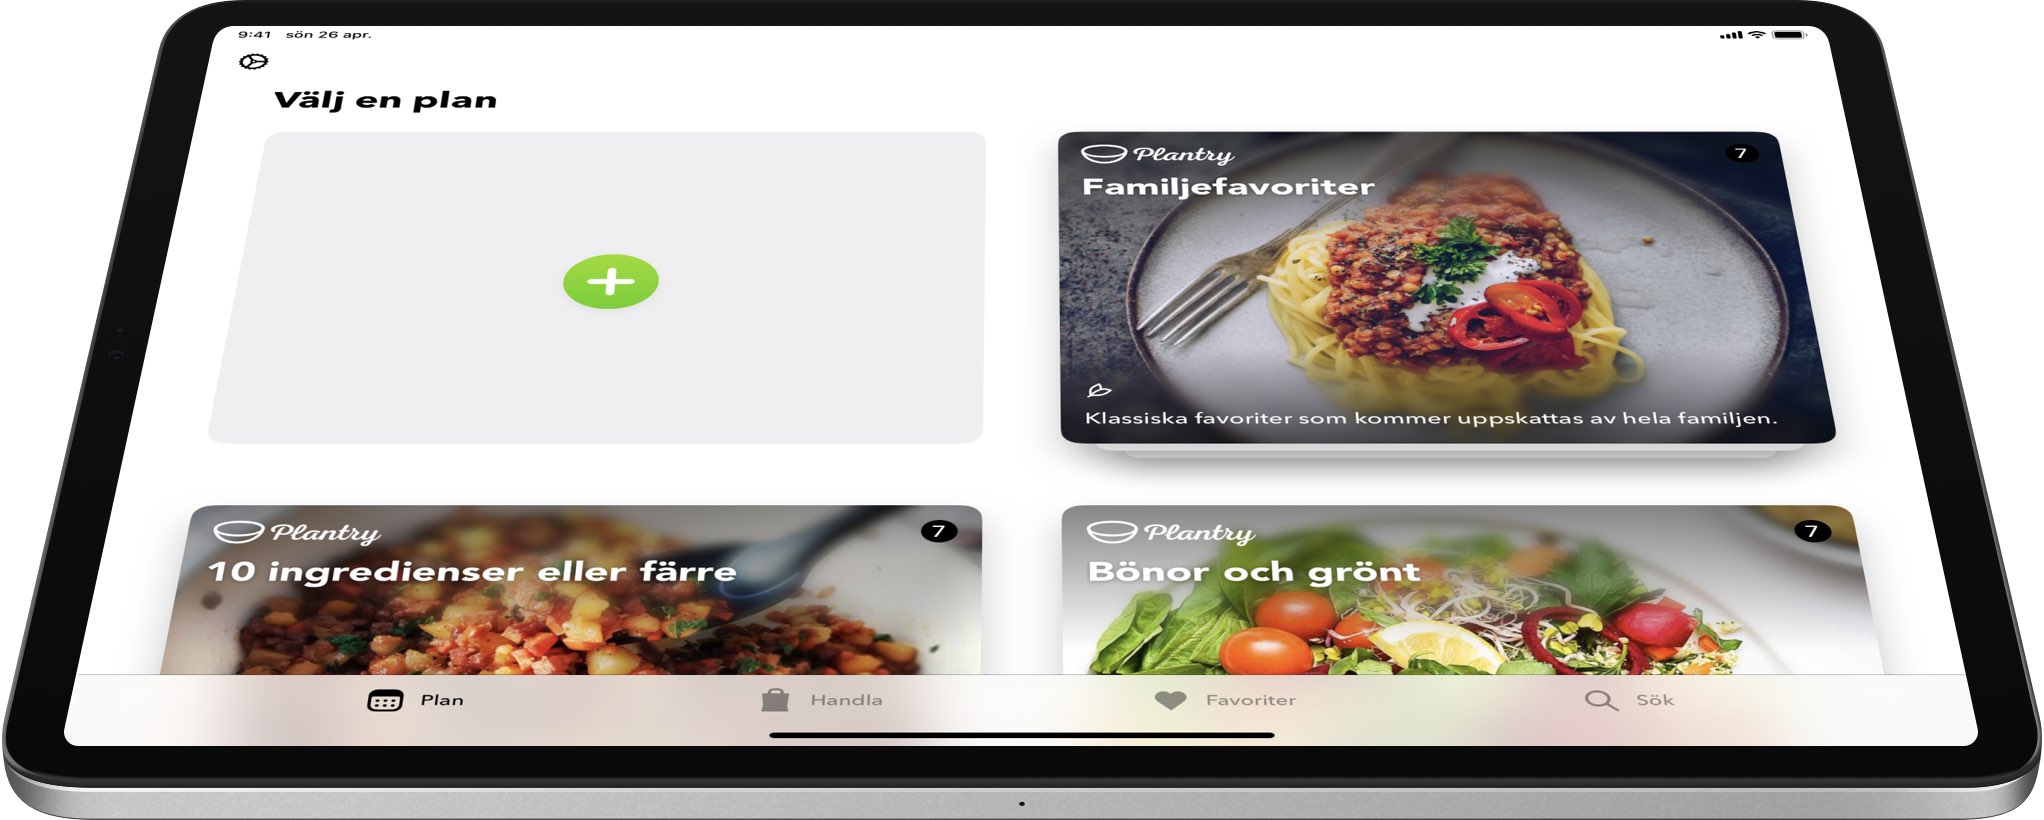 9:41 sön 26 apr.
Välj en plan
Plantry
7
Familjefavoriter
Klassiska favoriter som kommer uppskattas av hela familjen.
Plantry
7
10 ingredienser eller färre
Plantry
7
Bönor och grönt
Plan
Handla
Favoriter
Sök